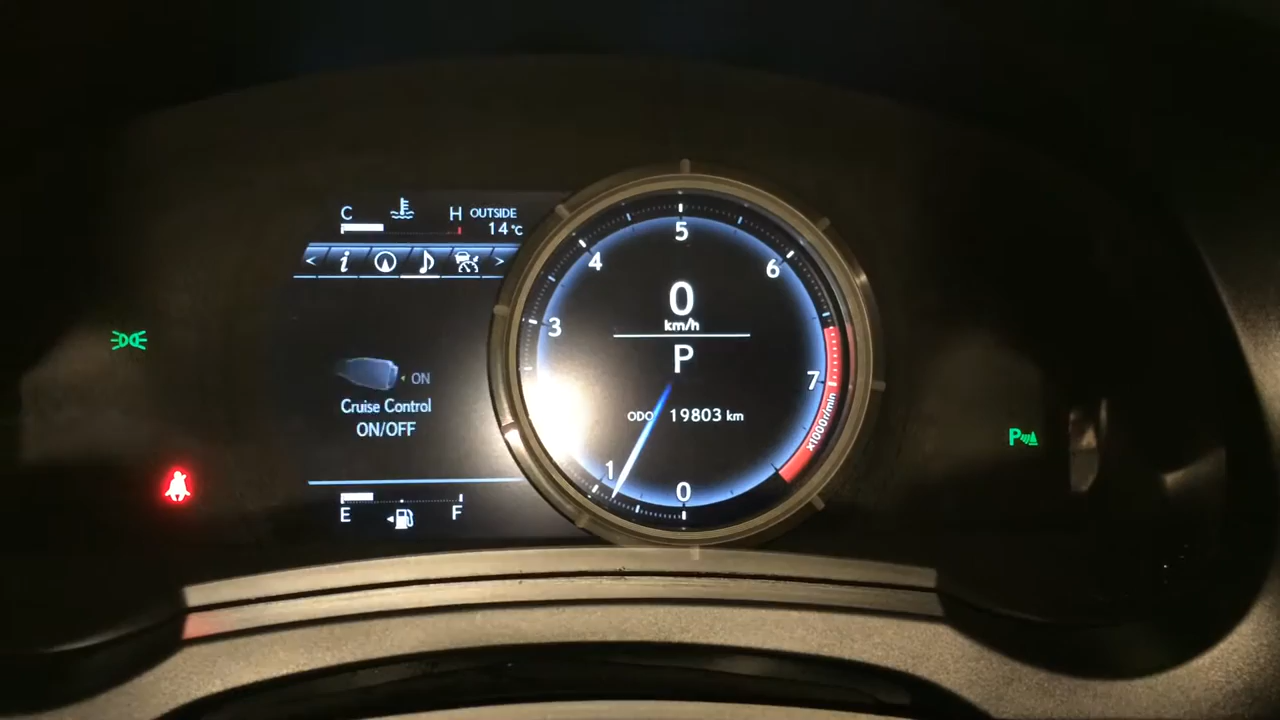 C H OUTSIDE
14°C
< i >
ON
Cruise Control
ON/OFF
E F
0
km/h
P
ODO 19803 km
0
1
3
4
5
6
7
x1000r/min
P